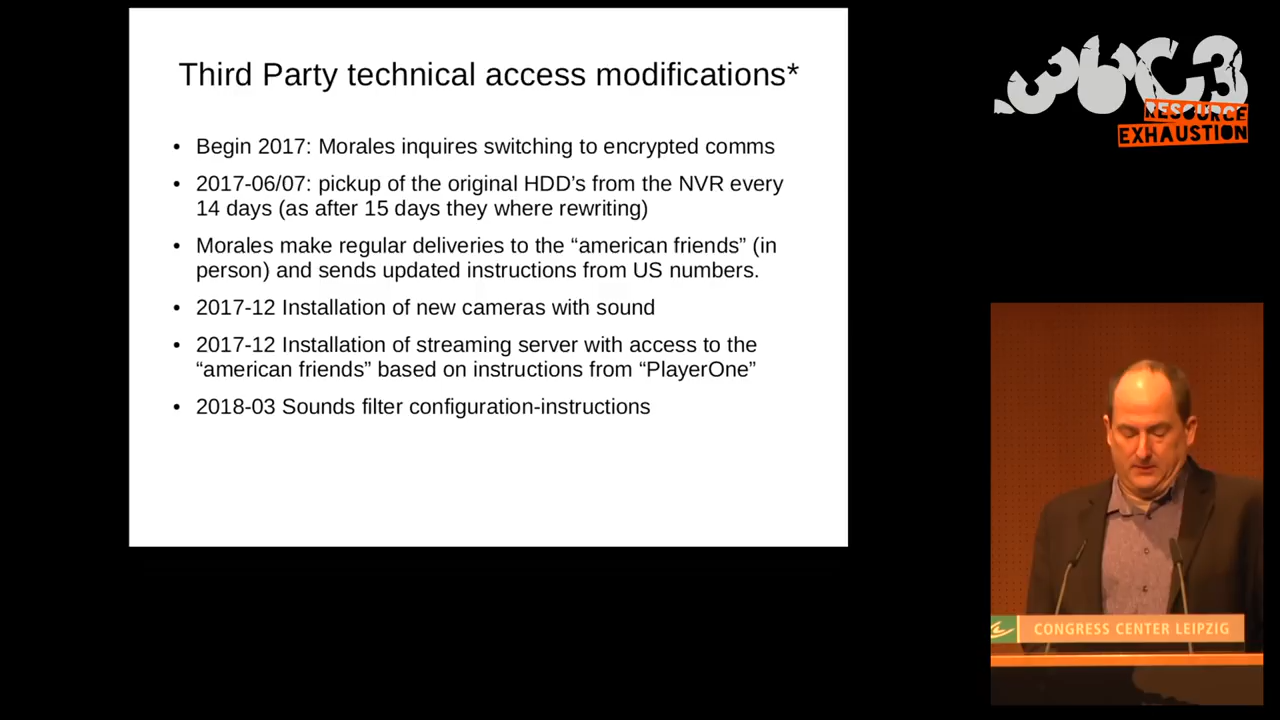 Third Party technical access modifications*
• Begin 2017: Morales inquires switching to encrypted comms
• 2017-06/07: pickup of the original HDD's from the NVR every
14 days (as after 15 days they where rewriting)
• Morales make regular deliveries to the “american friends” (in
person) and sends updated instructions from US numbers.
• 2017-12 Installation of new cameras with sound
• 2017-12 Installation of streaming server with access to the
“american friends” based on instructions from “PlayerOne”
• 2018-03 Sounds filter configuration-instructions
36C3
RESOURCE
EXHAUSTION
CONGRESS CENTER LEIPZIG